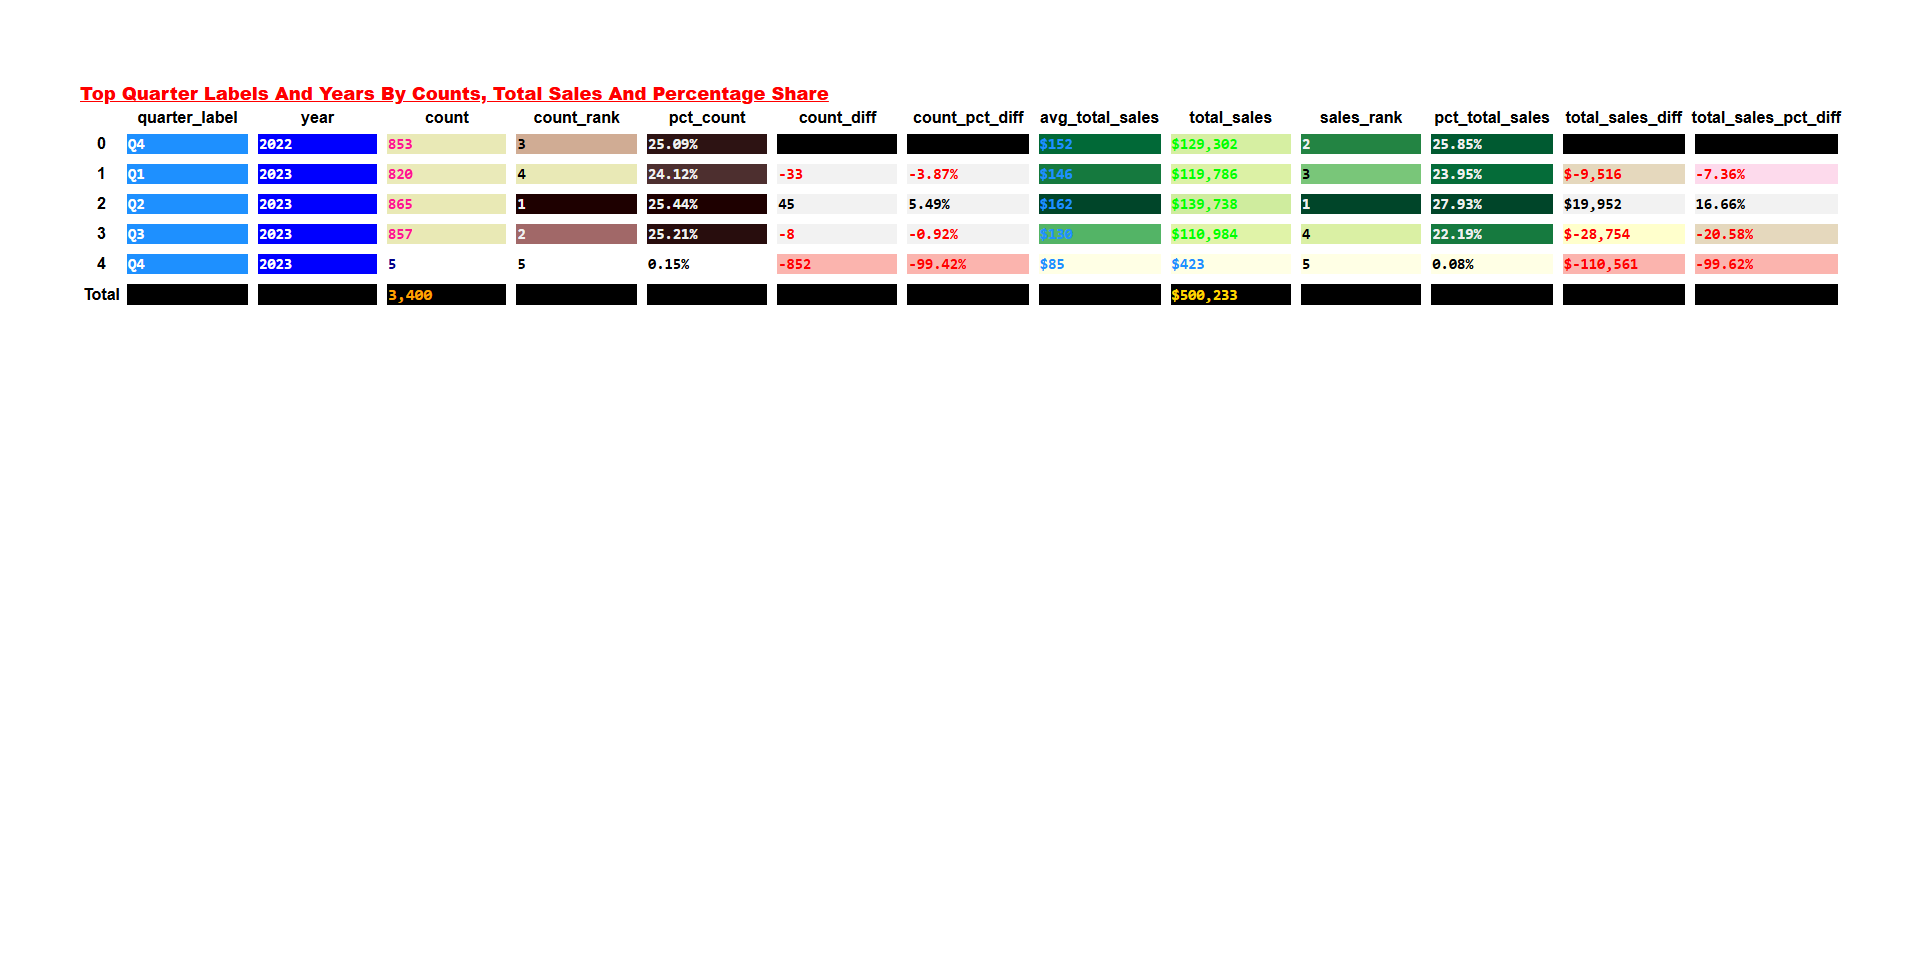 Top Quarter Labels And Years By Counts, Total Sales And Percentage Share
quarter_label year count count_rank pct_count count_diff count_pct_diff avg_total_sales total_sales sales_rank pct_total_sales total_sales_diff total_sales_pct_diff
0 Q4 2022 853 3 25.09% $152 $129,302 2 25.85%
1 Q1 2023 820 4 24.12% -33 -3.87% $146 $119,786 3 23.95% $-9,516 -7.36%
2 Q2 2023 865 1 25.44% 45 5.49% $162 $139,738 1 27.93% $19,952 16.66%
3 Q3 2023 857 2 25.21% -8 -0.92% $130 $110,984 4 22.19% $-28,754 -20.58%
4 Q4 2023 5 5 0.15% -852 -99.42% $85 $423 5 0.08% $-110,561 -99.62%
Total 3,400 $500,233